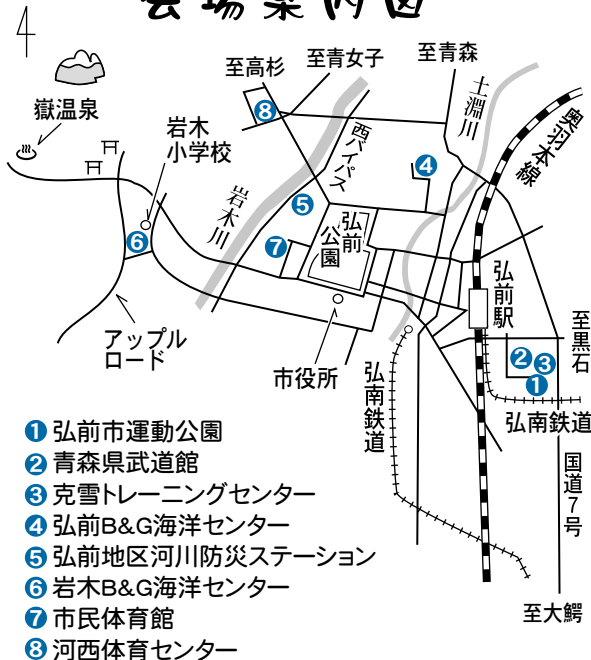 会場案内図
4
至青女子
至青森
至高杉
土淵川
奥羽本線
嶽温泉
岩木
小学校
西バイパス
岩木川
弘前
公園
弘前駅
アップル
ロード
市役所
至黒石
弘南鉄道
弘南鉄道
国道7号
至大鰐
8
4
5
7
6
2
3
1
1 弘前市運動公園
2 青森県武道館
3 克雪トレーニングセンター
4 弘前B&G海洋センター
5 弘前地区河川防災ステーション
6 岩木B&G海洋センター
7 市民体育館
8 河西体育センター